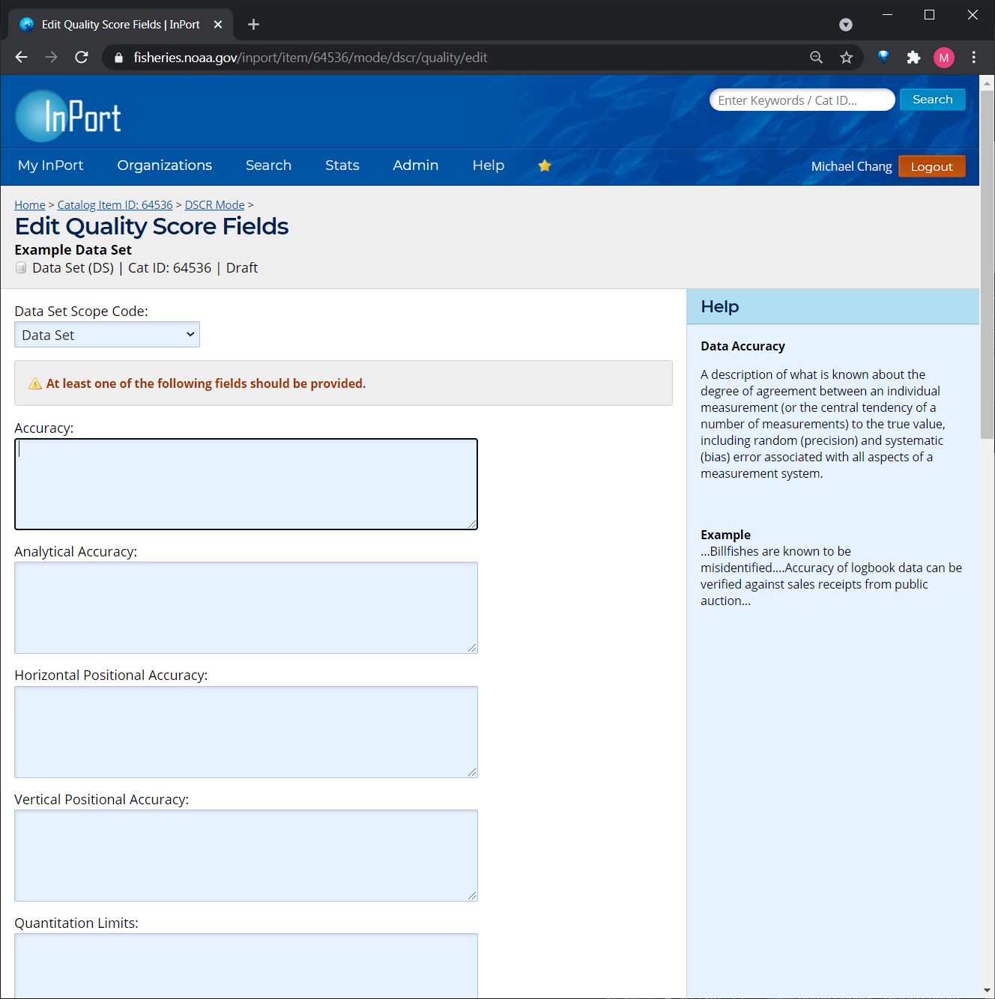 Edit Quality Score Fields | InPort
fisheries.noaa.gov/inport/item/64536/mode/dscr/quality/edit
M
InPort
Enter Keywords / Cat ID...
Search
My InPort
Organizations
Search
Stats
Admin
Help
Michael Chang
Logout
Home > Catalog Item ID: 64536 > DSCR Mode >
Edit Quality Score Fields
Example Data Set
Data Set (DS) | Cat ID: 64536 | Draft
Data Set Scope Code:
Data Set
At least one of the following fields should be provided.
Accuracy:
Analytical Accuracy:
Horizontal Positional Accuracy:
Vertical Positional Accuracy:
Quantitation Limits:
Help
Data Accuracy
A description of what is known about the
degree of agreement between an individual
measurement (or the central tendency of a
number of measurements) to the true value,
including random (precision) and systematic
(bias) error associated with all aspects of a
measurement system.
Example
...Billfishes are known to be
misidentified....Accuracy of logbook data can be
verified against sales receipts from public
auction...